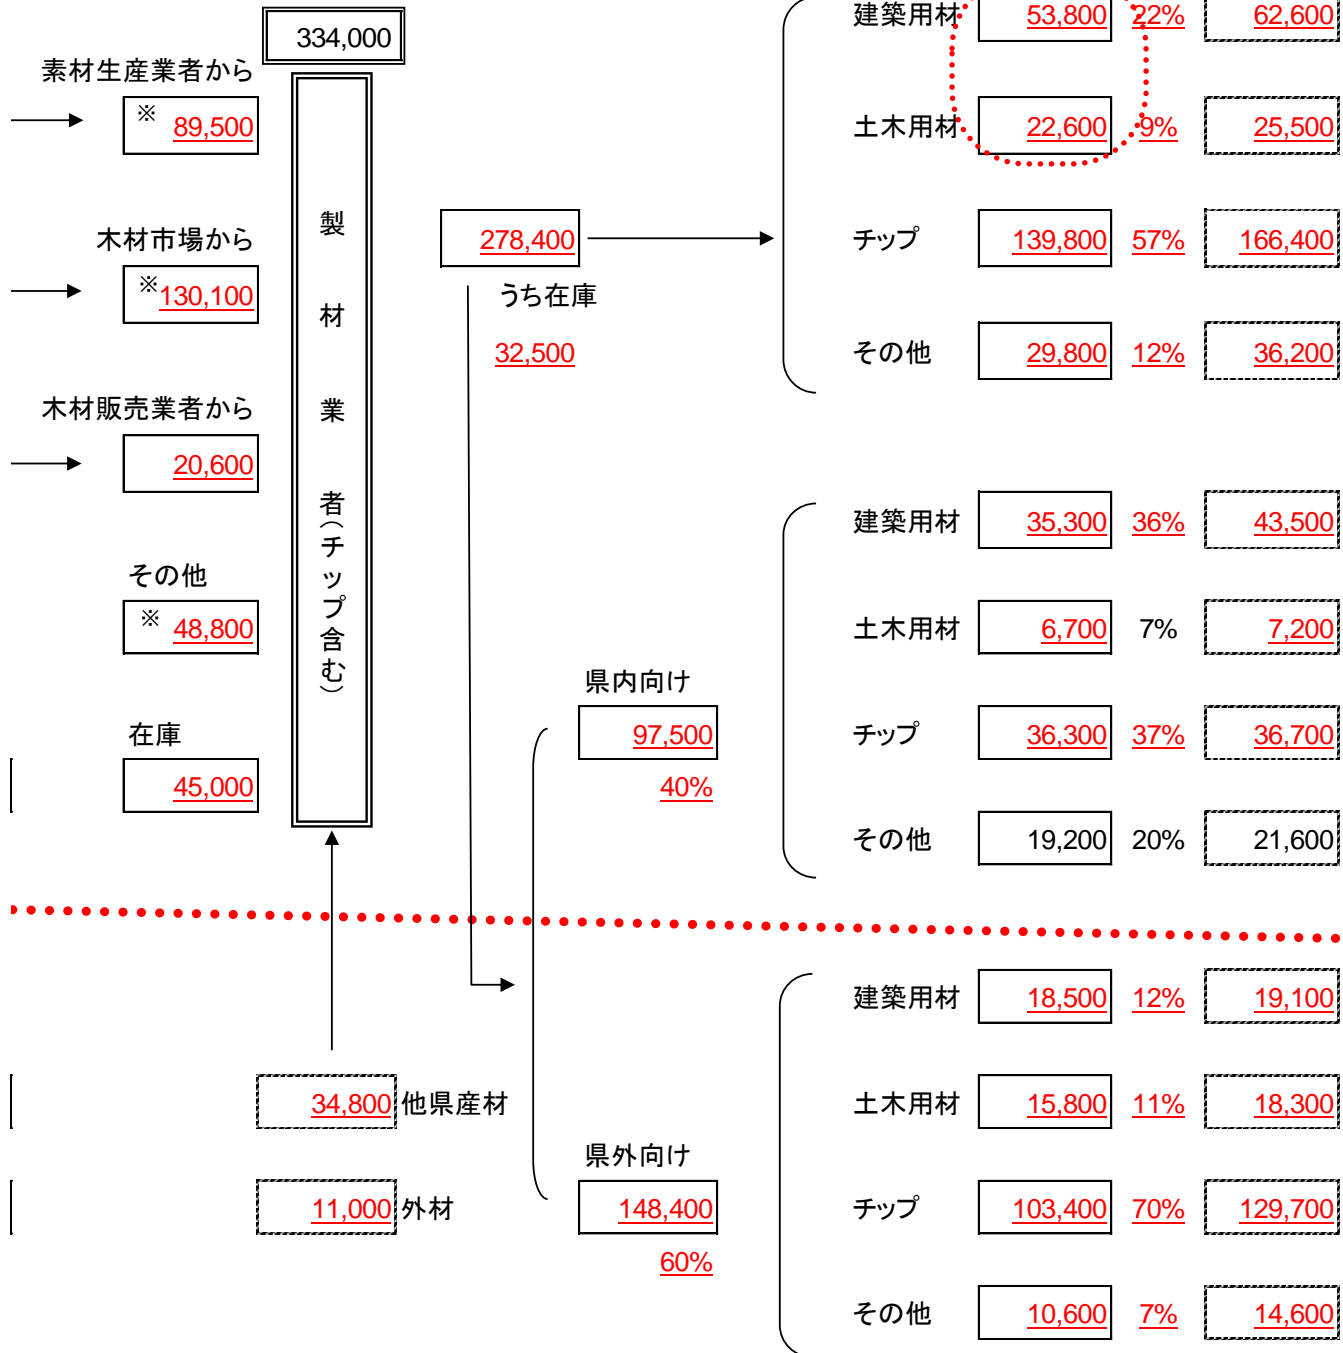 建築用材 53,800 22% 62,600
334,000
素材生産業者から
※ 89,500
土木用材 22,600 9% 25,500
木材市場から
278,400
チップ 139,800 57% 166,400
※ 130,100
うち在庫
32,500
その他 29,800 12% 36,200
木材販売業者から
20,600
製材業者(チップ含む)
建築用材 35,300 36% 43,500
その他
※ 48,800
土木用材 6,700 7% 7,200
県内向け
97,500
40%
在庫
45,000
チップ 36,300 37% 36,700
その他 19,200 20% 21,600
建築用材 18,500 12% 19,100
34,800 他県産材
土木用材 15,800 11% 18,300
県外向け
148,400
60%
11,000 外材
チップ 103,400 70% 129,700
その他 10,600 7% 14,600